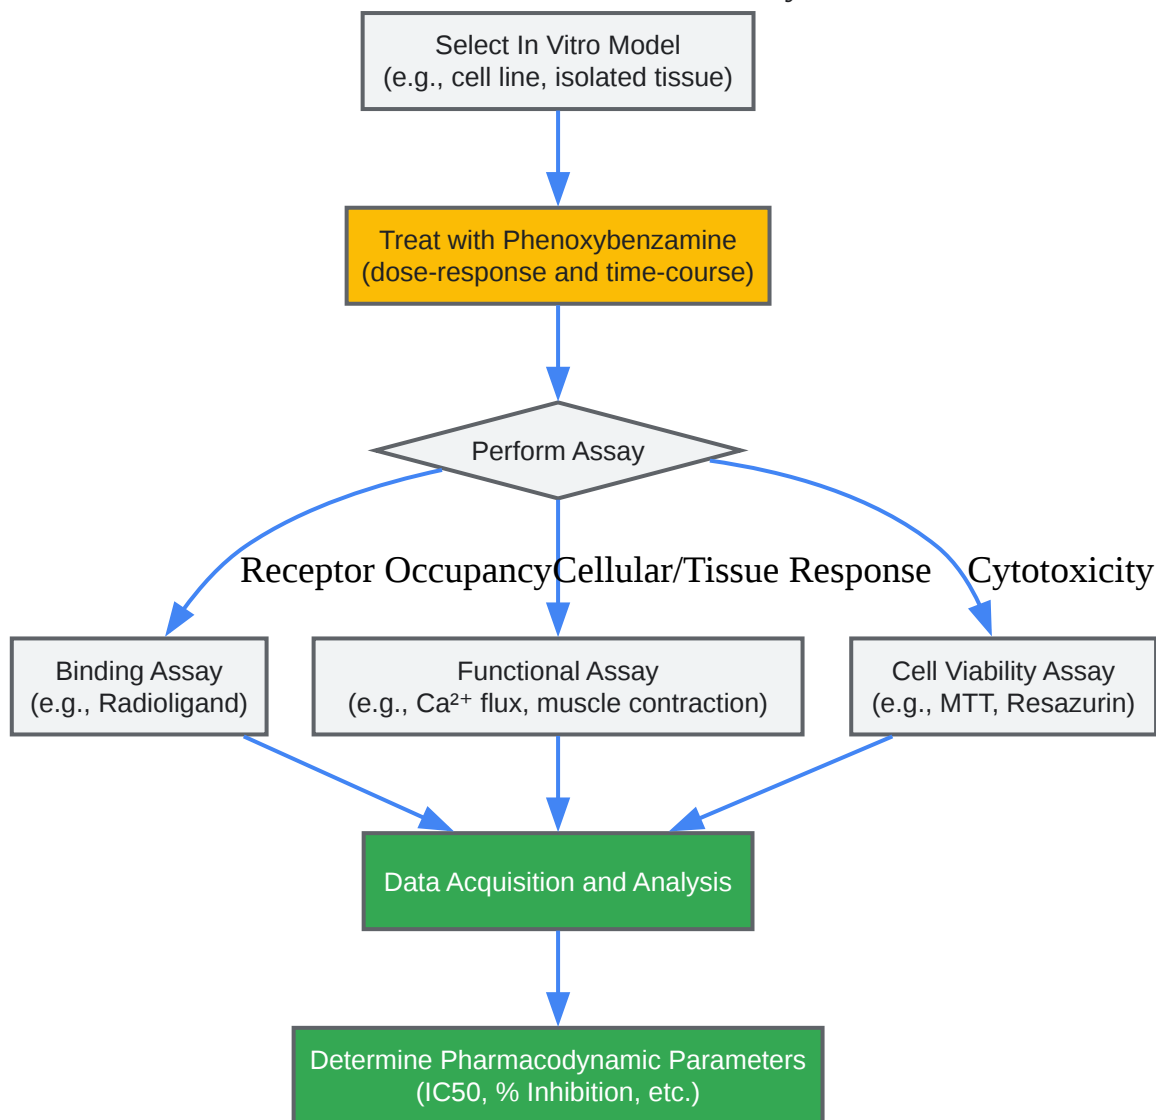 Select In Vitro Model
(e.g., cell line, isolated tissue)
Treat with Phenoxybenzamine
(dose-response and time-course)
Perform Assay
Receptor Occupancy
Cellular/Tissue Response
Cytotoxicity
Binding Assay
(e.g., Radioligand)
Functional Assay
(e.g., Ca²⁺ flux, muscle contraction)
Cell Viability Assay
(e.g., MTT, Resazurin)
Data Acquisition and Analysis
Determine Pharmacodynamic Parameters
(IC50, % Inhibition, etc.)